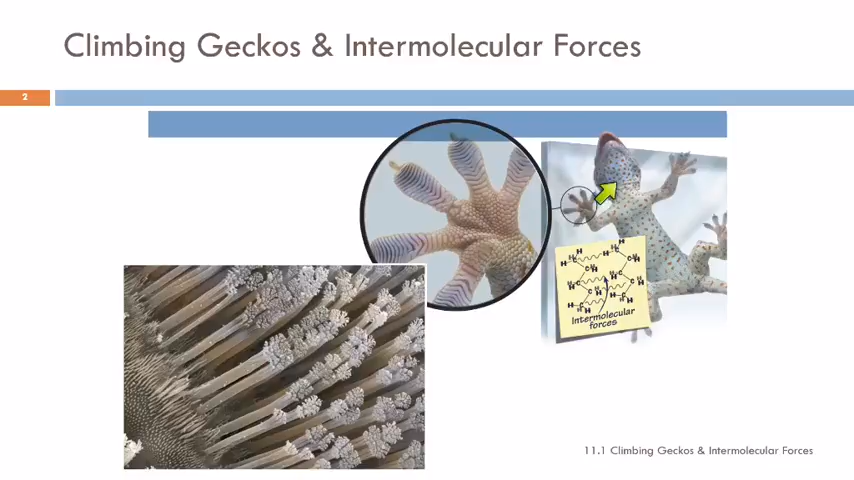 Climbing Geckos & Intermolecular Forces
2
Intermolecular
forces
11.1 Climbing Geckos & Intermolecular Forces